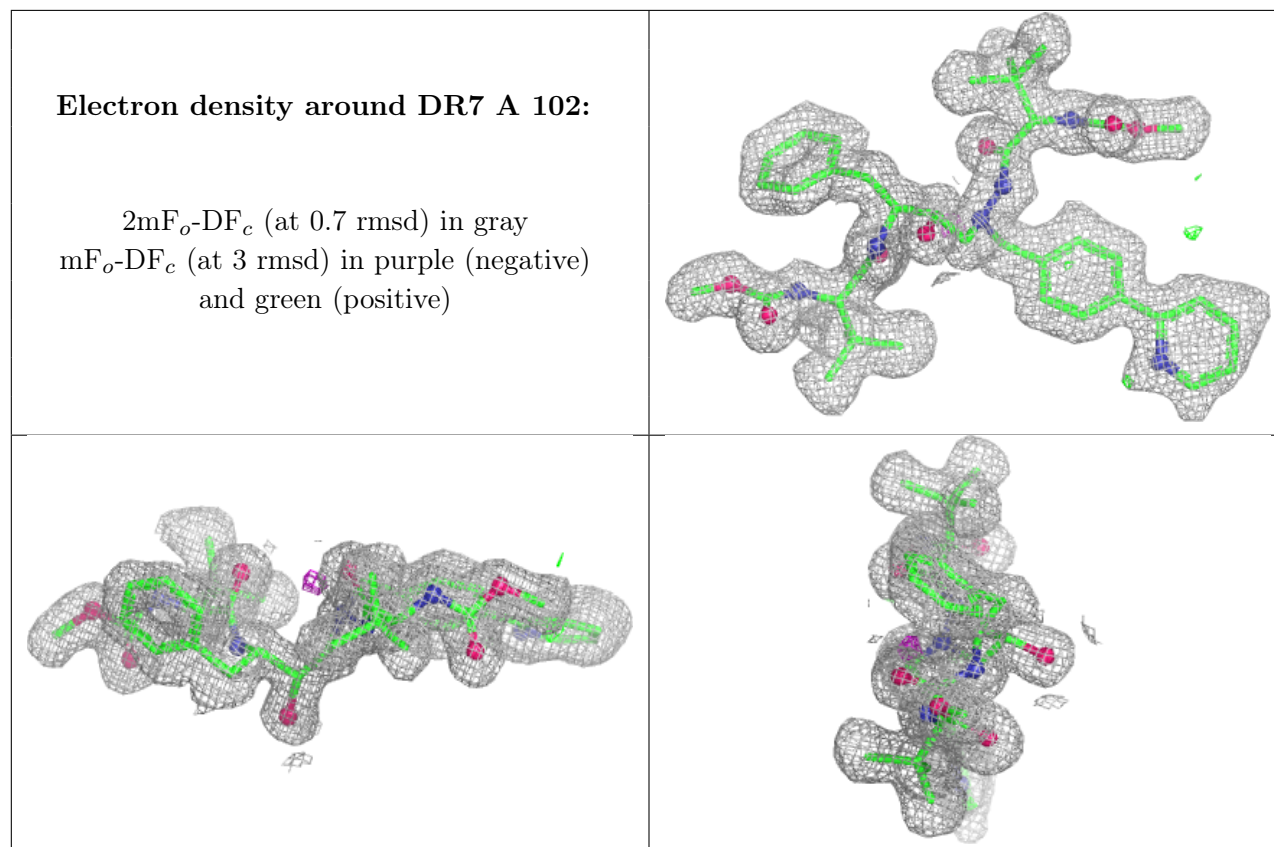 Electron density around DR7 A 102:
2mFo-DFc (at 0.7 rmsd) in gray
mFo-DFc (at 3 rmsd) in purple (negative)
and green (positive)